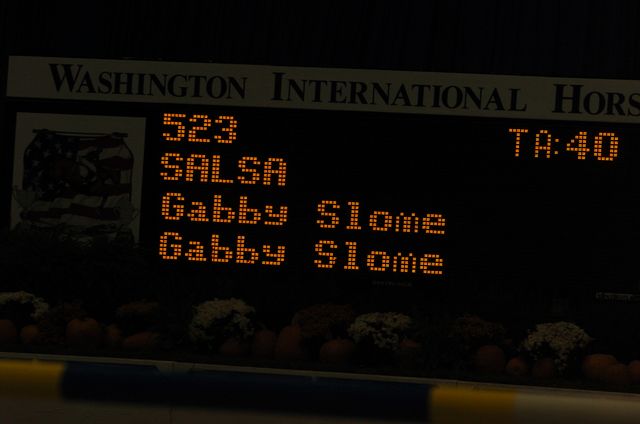 WASHINGTON INTERNATIONAL HORS
523
TA:40
SALSA
Gabby Slome
Gabby Slome